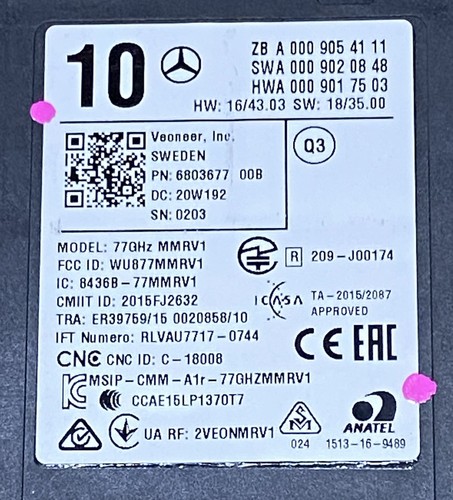 10
ZB A 000 905 41 11
SWA 000 902 08 48
HWA 000 901 75 03
HW: 16/43.03 SW: 18/35.00
Veoneer, Inc.
SWEDEN
PN: 6803677 00B
DC: 20W192
SN: 0203
Q3
MODEL: 77GHz MMRV1
FCC ID: WU877MMRV1
IC: 8436B-77MMRV1
CMIIT ID: 2015FJ2632
TRA: ER39759/15 0020858/10
IFT Numero: RLVAU7717-0744
CNC CNC ID: C-18008
MSIP-CMM-A1r-77GHZMMRV1
CCAE15LP1370T7
UA RF: 2VEONMRV1
R 209-J00174
ICASA TA-2015/2087
APPROVED
CE EAC
024
ANATEL
1513-16-9489